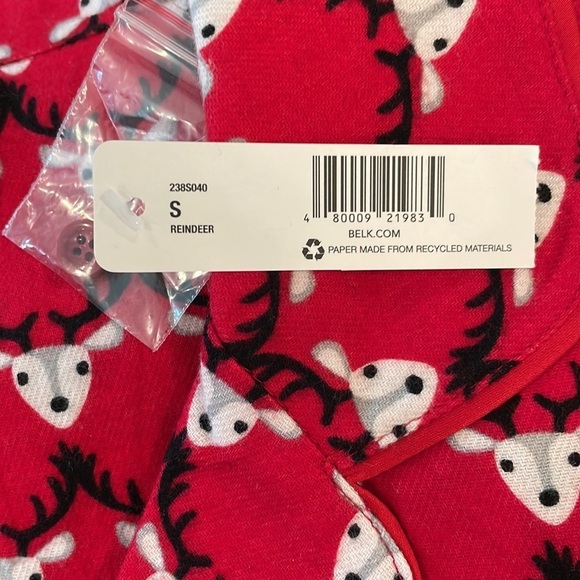 238S040
S
REINDEER
4 80009 21983 0
BELK.COM
PAPER MADE FROM RECYCLED MATERIALS